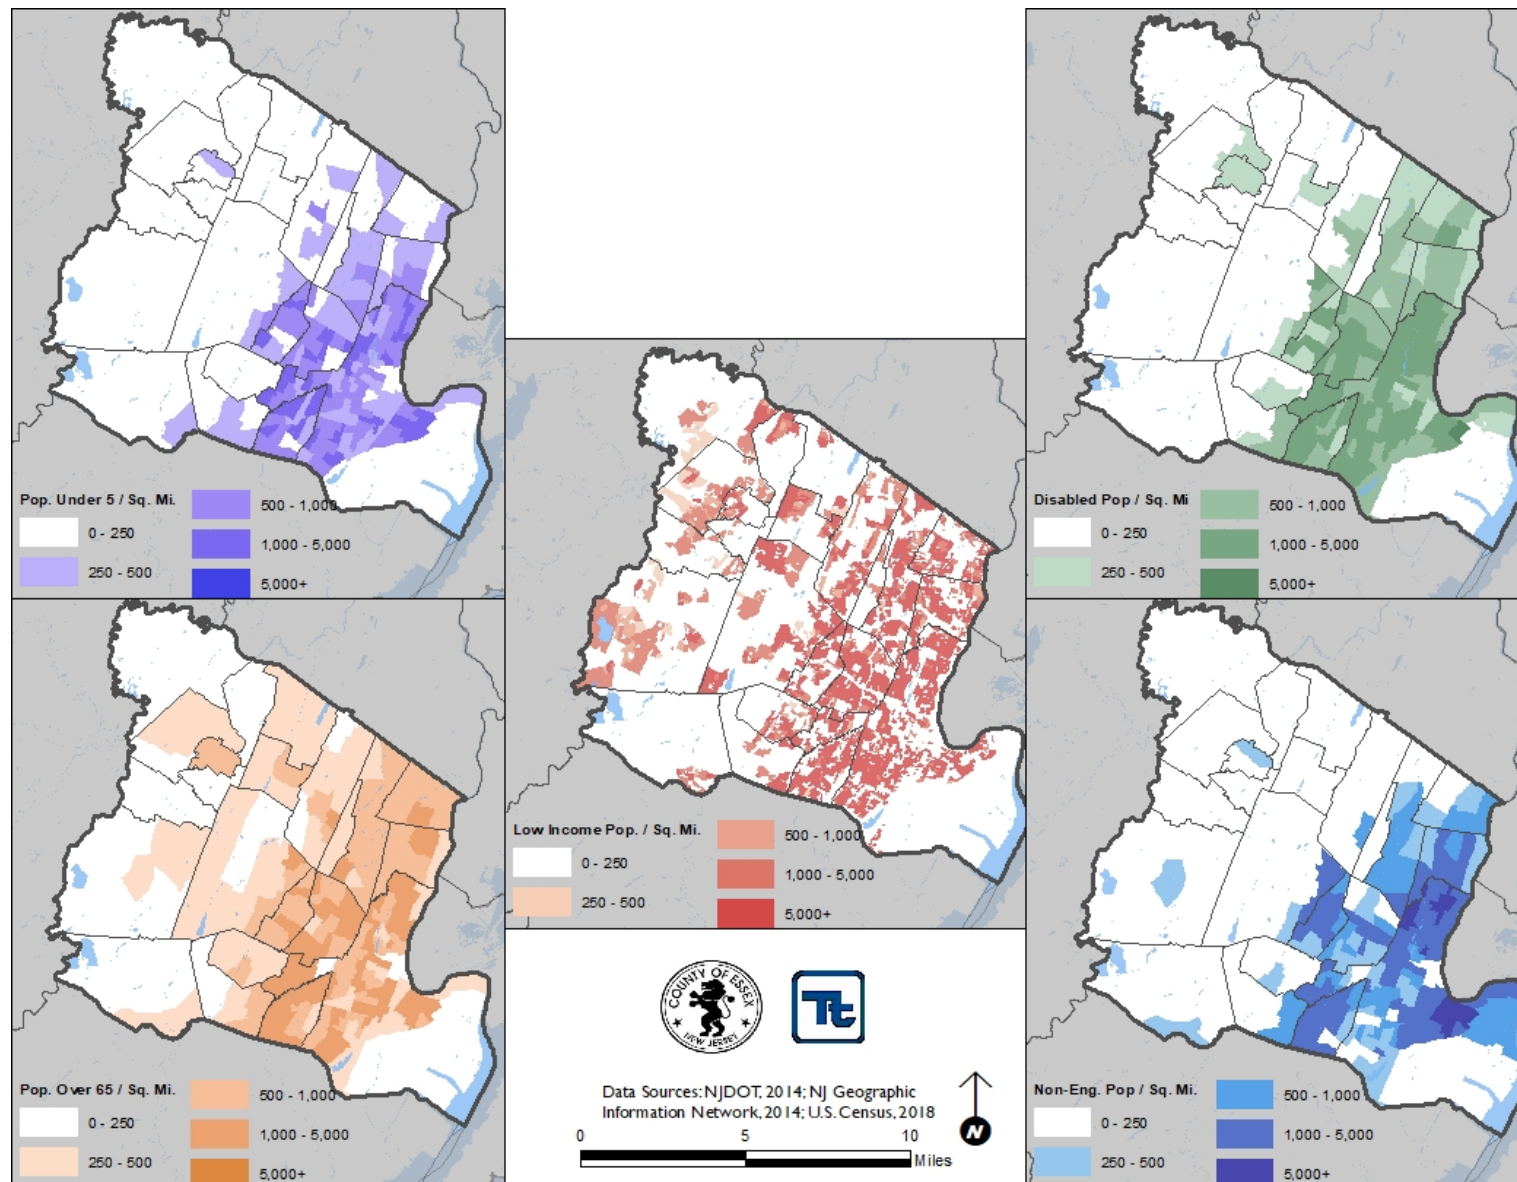 Pop. Under 5 / Sq. Mi.
0 - 250
250 - 500
500 - 1,000
1,000 - 5,000
5,000+
Disabled Pop / Sq. Mi
0 - 250
250 - 500
500 - 1,000
1,000 - 5,000
5,000+
Low Income Pop. / Sq. Mi.
0 - 250
250 - 500
500 - 1,000
1,000 - 5,000
5,000+
Pop. Over 65 / Sq. Mi.
0 - 250
250 - 500
500 - 1,000
1,000 - 5,000
5,000+
COUNTY OF ESSEX
NEW JERSEY
Tt
Data Sources: NJDOT, 2014; NJ Geographic
Information Network, 2014; U.S. Census, 2018
0 5 10
Miles
N
Non-Eng. Pop / Sq. Mi.
0 - 250
250 - 500
500 - 1,000
1,000 - 5,000
5,000+